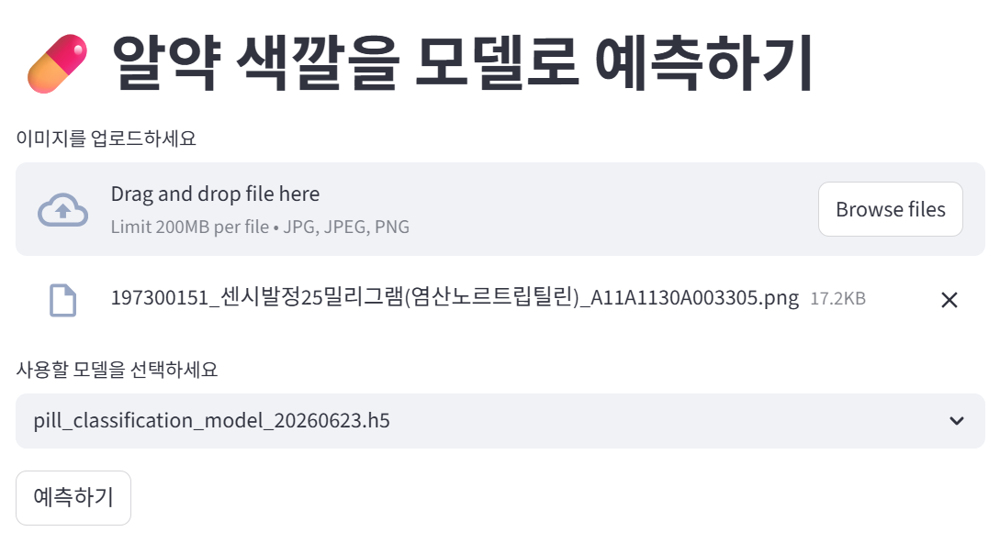 알약 색깔을 모델로 예측하기
이미지를 업로드하세요
Drag and drop file here
Limit 200MB per file • JPG, JPEG, PNG
Browse files
197300151_센시발정25밀리그램(염산노르트립틸린)_A11A1130A003305.png 17.2KB
사용할 모델을 선택하세요
pill_classification_model_20260623.h5
예측하기